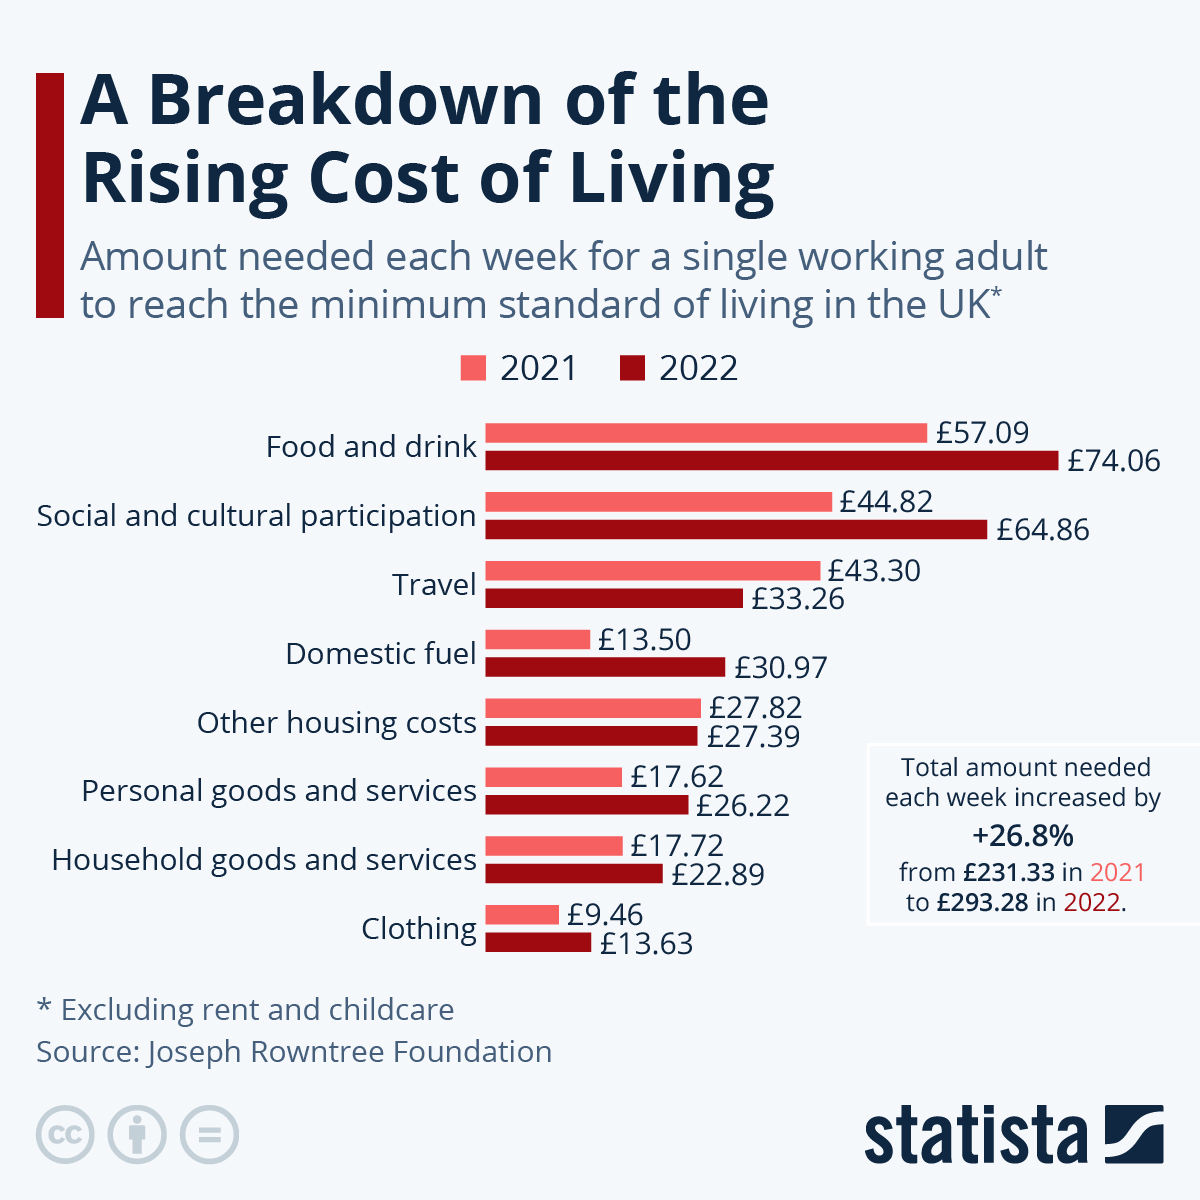 A Breakdown of the
Rising Cost of Living
Amount needed each week for a single working adult
to reach the minimum standard of living in the UK*
2021 2022
Food and drink £57.09
£74.06
Social and cultural participation £44.82
£64.86
Travel £43.30
£33.26
Domestic fuel £13.50
£30.97
Other housing costs £27.82
£27.39
Personal goods and services £17.62
£26.22
Household goods and services £17.72
£22.89
Clothing £9.46
£13.63
Total amount needed
each week increased by
+26.8%
from £231.33 in 2021
to £293.28 in 2022.
* Excluding rent and childcare
Source: Joseph Rowntree Foundation
cc
statista